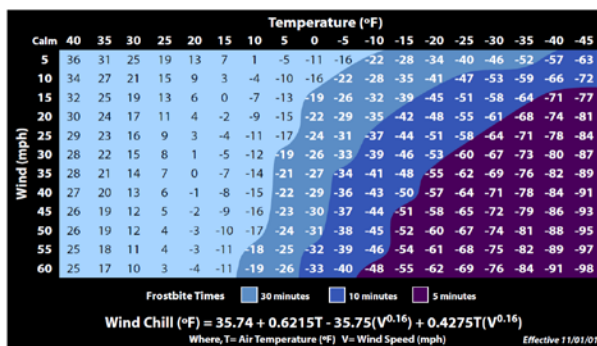 Temperature (ºF)
Calm 40 35 30 25 20 15 10 5 0 -5 -10 -15 -20 -25 -30 -35 -40 -45
5 36 31 25 19 13 7 1 -5 -11 -16 -22 -28 -34 -40 -46 -52 -57 -63
10 34 27 21 15 9 3 -4 -10 -16 -22 -28 -35 -41 -47 -53 -59 -66 -72
15 32 25 19 13 6 0 -7 -13 -19 -26 -32 -39 -45 -51 -58 -64 -71 -77
20 30 24 17 11 4 -2 -9 -15 -22 -29 -35 -42 -48 -55 -61 -68 -74 -81
25 29 23 16 9 3 -4 -11 -17 -24 -31 -37 -44 -51 -58 -64 -71 -78 -84
30 28 22 15 8 1 -5 -12 -19 -26 -33 -39 -46 -53 -60 -67 -73 -80 -87
35 28 21 14 7 0 -7 -14 -21 -27 -34 -41 -48 -55 -62 -69 -76 -82 -89
40 27 20 13 6 -1 -8 -15 -22 -29 -36 -43 -50 -57 -64 -71 -78 -84 -91
45 26 19 12 5 -2 -9 -16 -23 -30 -37 -44 -51 -58 -65 -72 -79 -86 -93
50 26 19 12 4 -3 -10 -17 -24 -31 -38 -45 -52 -60 -67 -74 -81 -88 -95
55 25 18 11 4 -3 -11 -18 -25 -32 -39 -46 -54 -61 -68 -75 -82 -89 -97
60 25 17 10 3 -4 -11 -19 -26 -33 -40 -48 -55 -62 -69 -76 -84 -91 -98
Wind (mph)
Frostbite Times 30 minutes 10 minutes 5 minutes
Wind Chill (ºF) = 35.74 + 0.6215T - 35.75(V^0.16) + 0.4275T(V^0.16)
Where, T= Air Temperature (ºF) V= Wind Speed (mph)
Effective 11/01/01